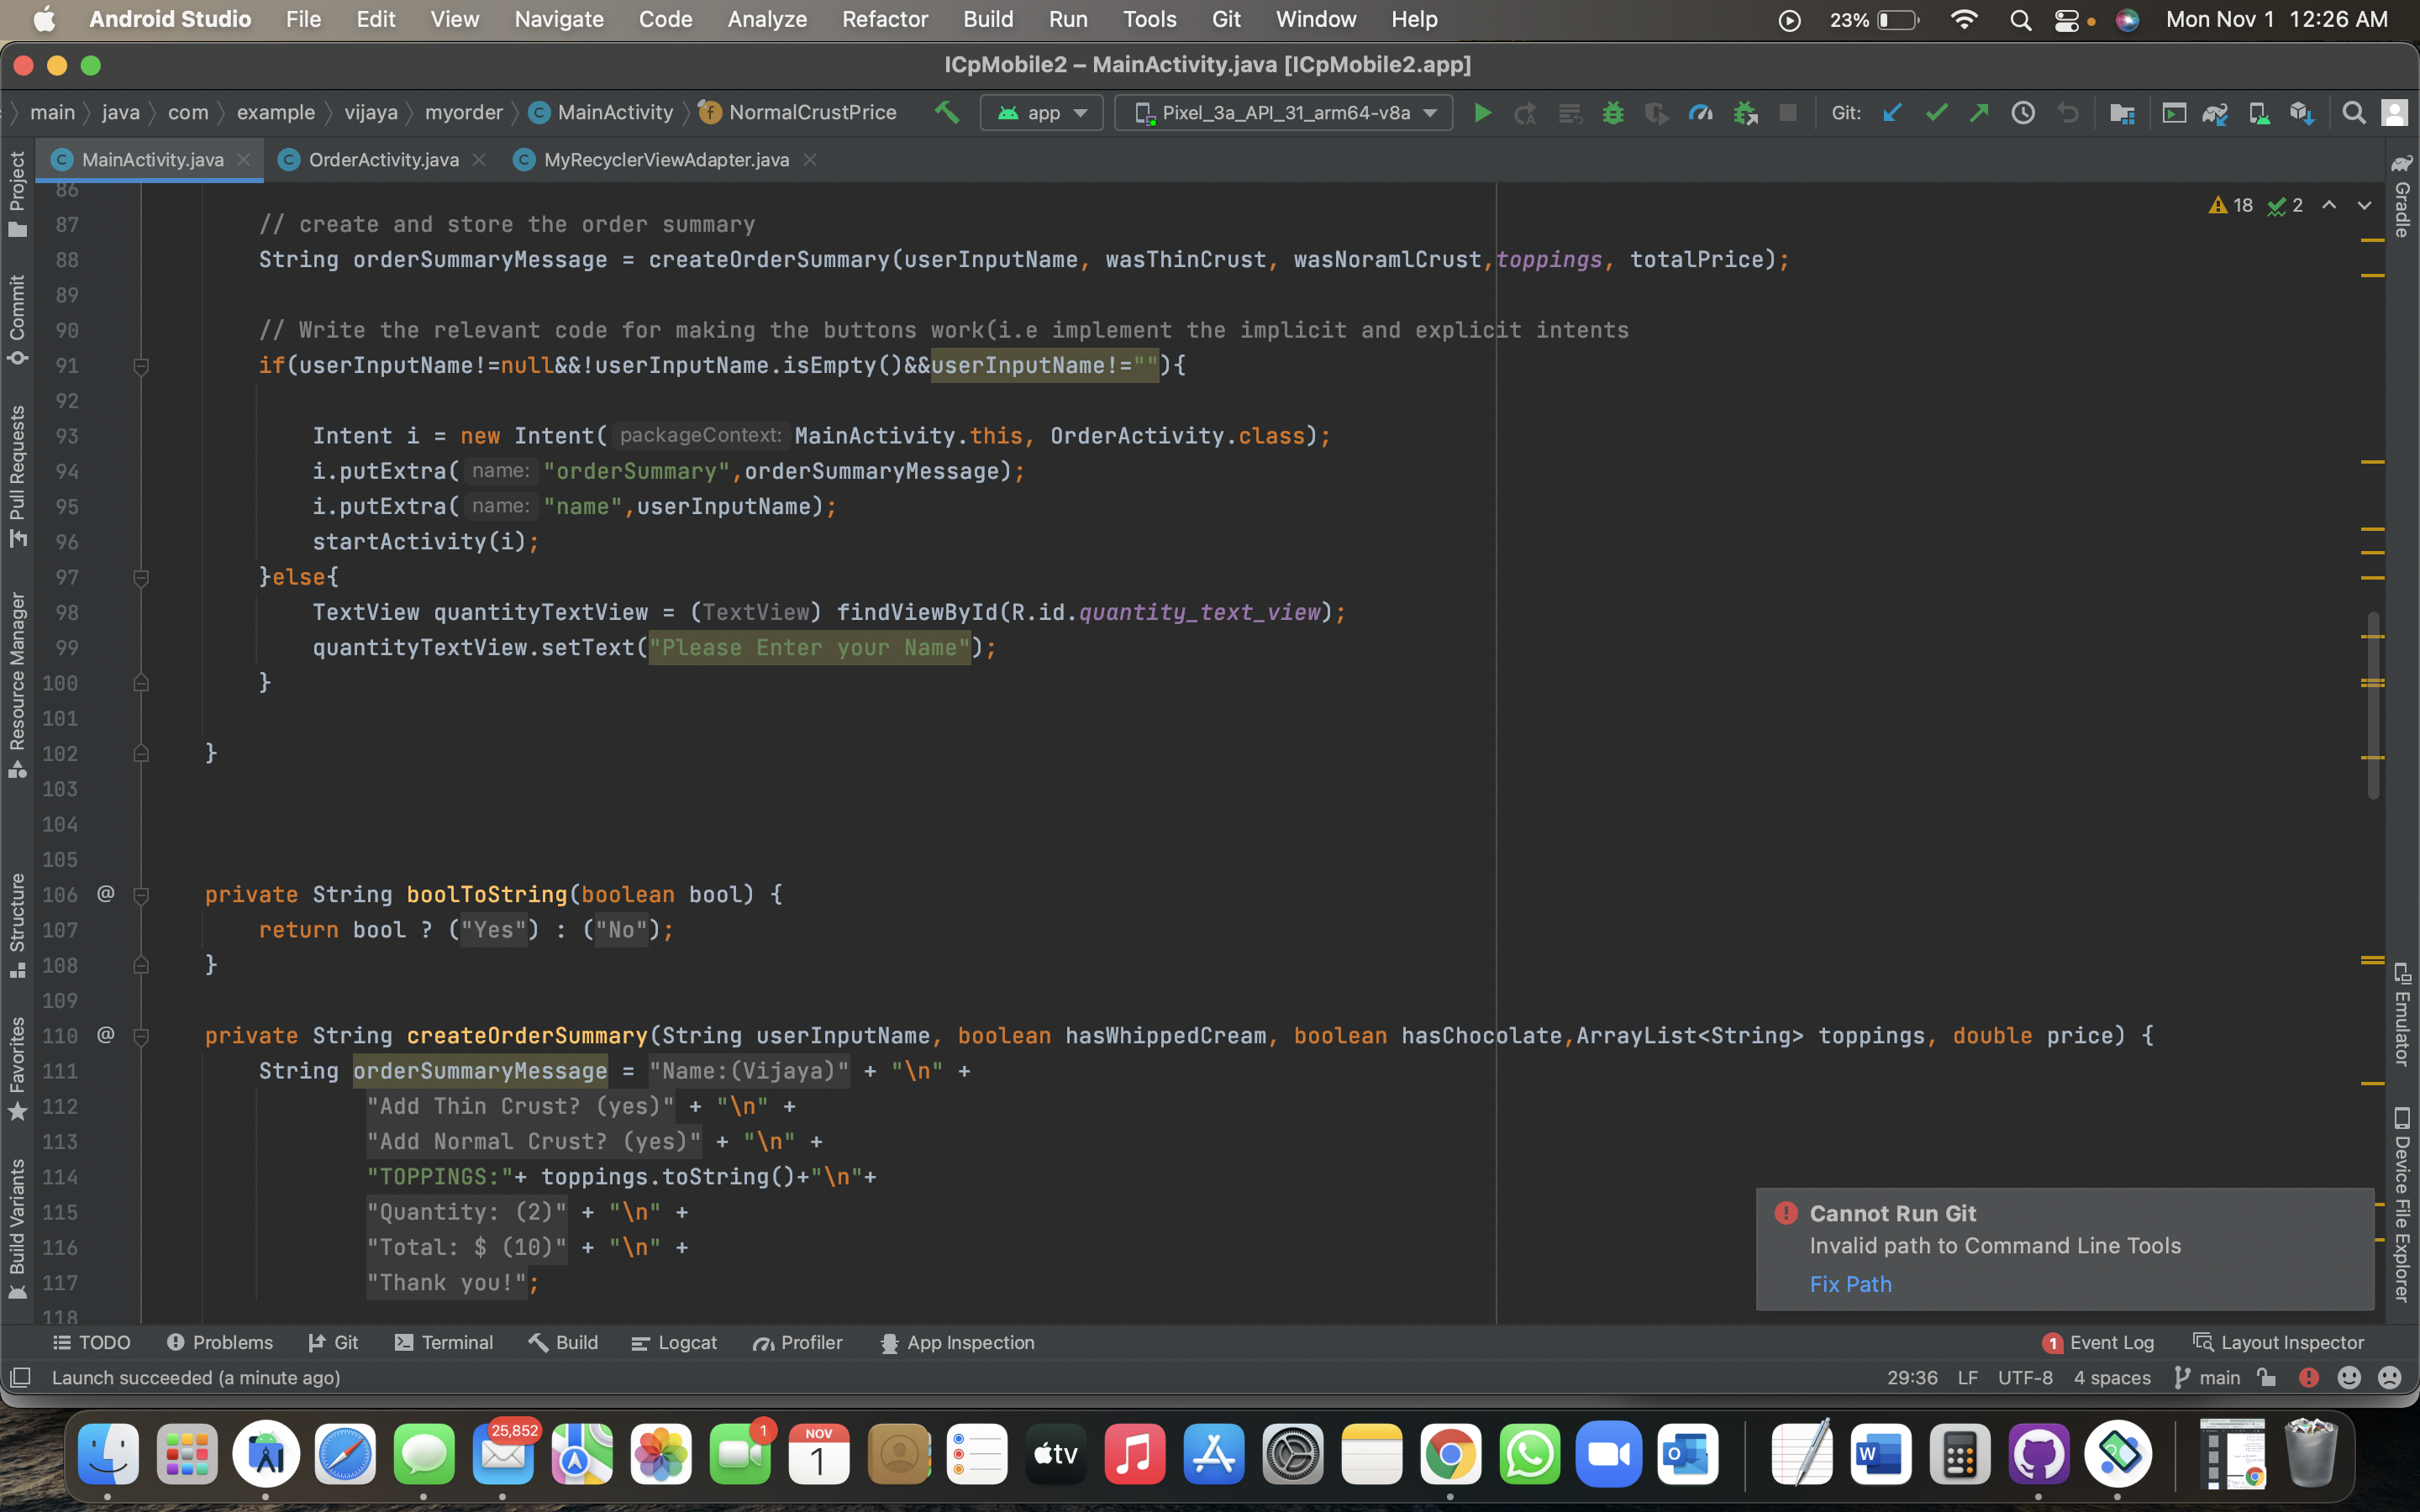 Android Studio File Edit View Navigate Code Analyze Refactor Build Run Tools Git Window Help 23% Mon Nov 1 12:26 AM
ICpMobile2 – MainActivity.java [ICpMobile2.app]
main java com example vijaya myorder C MainActivity f NormalCrustPrice app Pixel_3a_API_31_arm64-v8a Git:
C MainActivity.java C OrderActivity.java C MyRecyclerViewAdapter.java
86
18 2
87 // create and store the order summary
88 String orderSummaryMessage = createOrderSummary(userInputName, wasThinCrust, wasNoramlCrust,toppings, totalPrice);
89
90 // Write the relevant code for making the buttons work(i.e implement the implicit and explicit intents
91 if(userInputName!=null&&!userInputName.isEmpty()&&userInputName!=""){
92
93 Intent i = new Intent( packageContext: MainActivity.this, OrderActivity.class);
94 i.putExtra( name: "orderSummary",orderSummaryMessage);
95 i.putExtra( name: "name",userInputName);
96 startActivity(i);
97 }else{
98 TextView quantityTextView = (TextView) findViewById(R.id.quantity_text_view);
99 quantityTextView.setText("Please Enter your Name");
100 }
101
102 }
103
104
105
106 @ private String boolToString(boolean bool) {
107 return bool ? ("Yes") : ("No");
108 }
109
110 @ private String createOrderSummary(String userInputName, boolean hasWhippedCream, boolean hasChocolate,ArrayList<String> toppings, double price) {
111 String orderSummaryMessage = "Name:(Vijaya)" + "\n" +
112 "Add Thin Crust? (yes)" + "\n" +
113 "Add Normal Crust? (yes)" + "\n" +
114 "TOPPINGS:"+ toppings.toString()+"\n"+
115 "Quantity: (2)" + "\n" +
116 "Total: $ (10)" + "\n" +
117 "Thank you!";
118
Project
Commit
Pull Requests
Resource Manager
Structure
Favorites
Build Variants
Gradle
Emulator
Device File Explorer
Cannot Run Git
Invalid path to Command Line Tools
Fix Path
TODO Problems Git Terminal Build Logcat Profiler App Inspection 1 Event Log Layout Inspector
Launch succeeded (a minute ago) 29:36 LF UTF-8 4 spaces main
25,852
1
NOV
1
tv
W